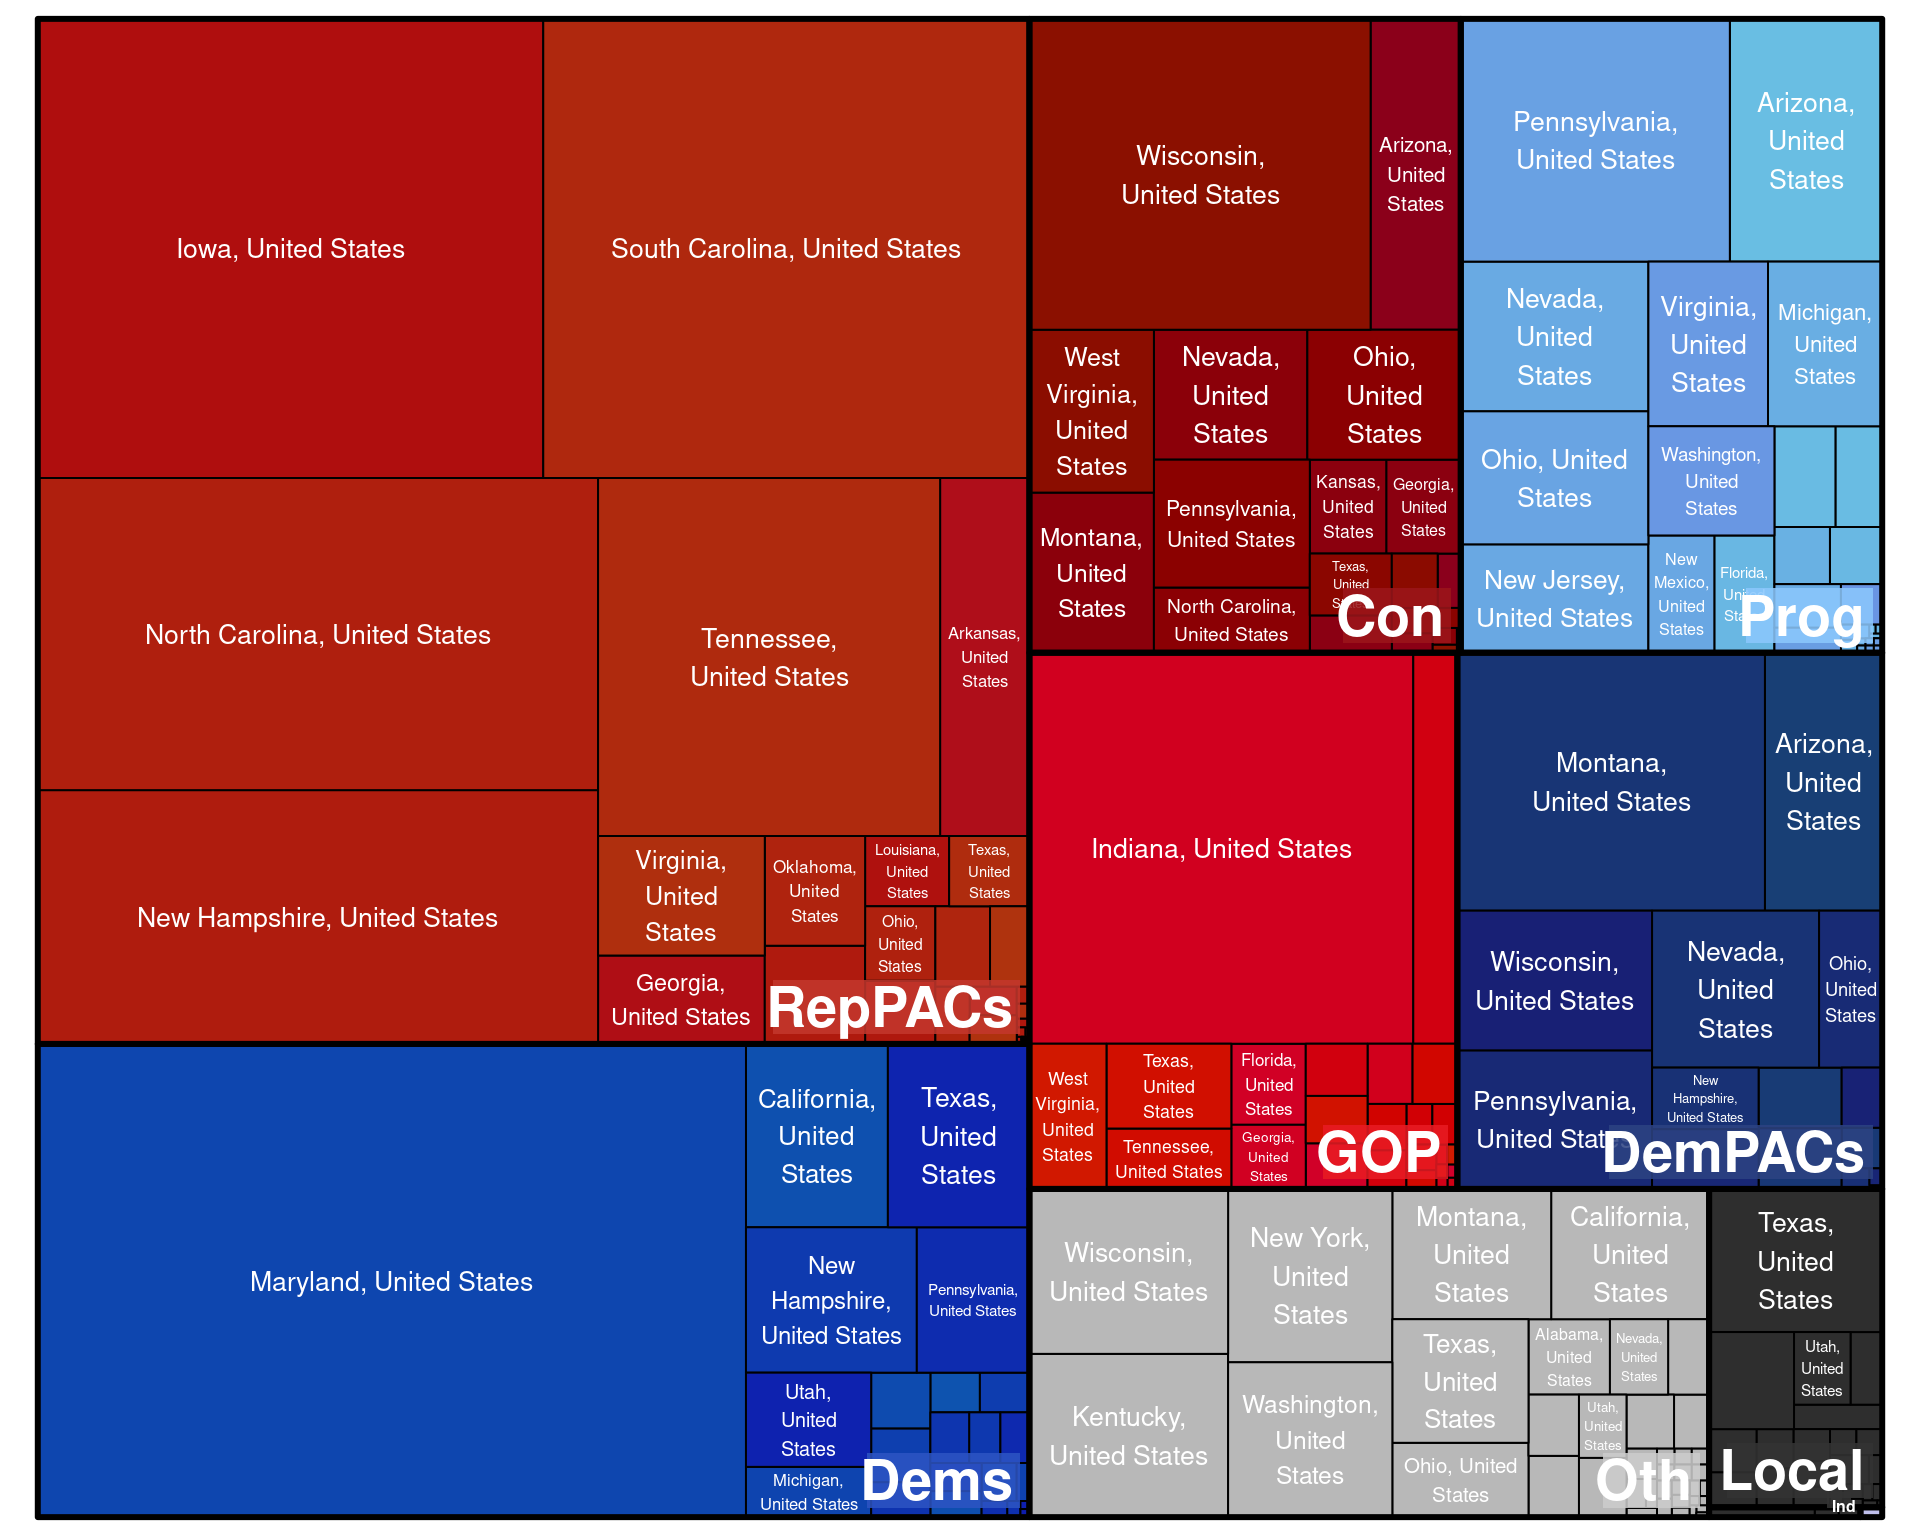 Iowa, United States
South Carolina, United States
North Carolina, United States
Tennessee,
United States
Arkansas,
United
States
New Hampshire, United States
Virginia,
United
States
Oklahoma,
United
States
Louisiana,
United
States
Texas,
United
States
Ohio,
United
States
Georgia,
United States
RepPACs
Maryland, United States
California,
United
States
Texas,
United
States
New
Hampshire,
United States
Pennsylvania,
United States
Utah,
United
States
Michigan,
United States
Dems
Wisconsin,
United States
Arizona,
United
States
West
Virginia,
United
States
Nevada,
United
States
Ohio,
United
States
Montana,
United
States
Pennsylvania,
United States
Kansas,
United
States
Georgia,
United
States
North Carolina,
United States
Texas,
United
States
Con
Pennsylvania,
United States
Arizona,
United
States
Nevada,
United
States
Virginia,
United
States
Michigan,
United
States
Ohio, United
States
Washington,
United
States
New Jersey,
United States
New
Mexico,
United
States
Florida,
United
States
Prog
Indiana, United States
West
Virginia,
United
States
Texas,
United
States
Tennessee,
United States
Florida,
United
States
Georgia,
United
States
GOP
Montana,
United States
Arizona,
United
States
Wisconsin,
United States
Nevada,
United
States
Ohio,
United
States
Pennsylvania,
United States
New
Hampshire,
United States
DemPACs
Wisconsin,
United States
New York,
United
States
Montana,
United
States
California,
United
States
Kentucky,
United States
Washington,
United
States
Texas,
United
States
Alabama,
United
States
Nevada,
United
States
Utah,
United
States
Ohio, United
States
Oth
Texas,
United
States
Utah,
United
States
Local
Ind